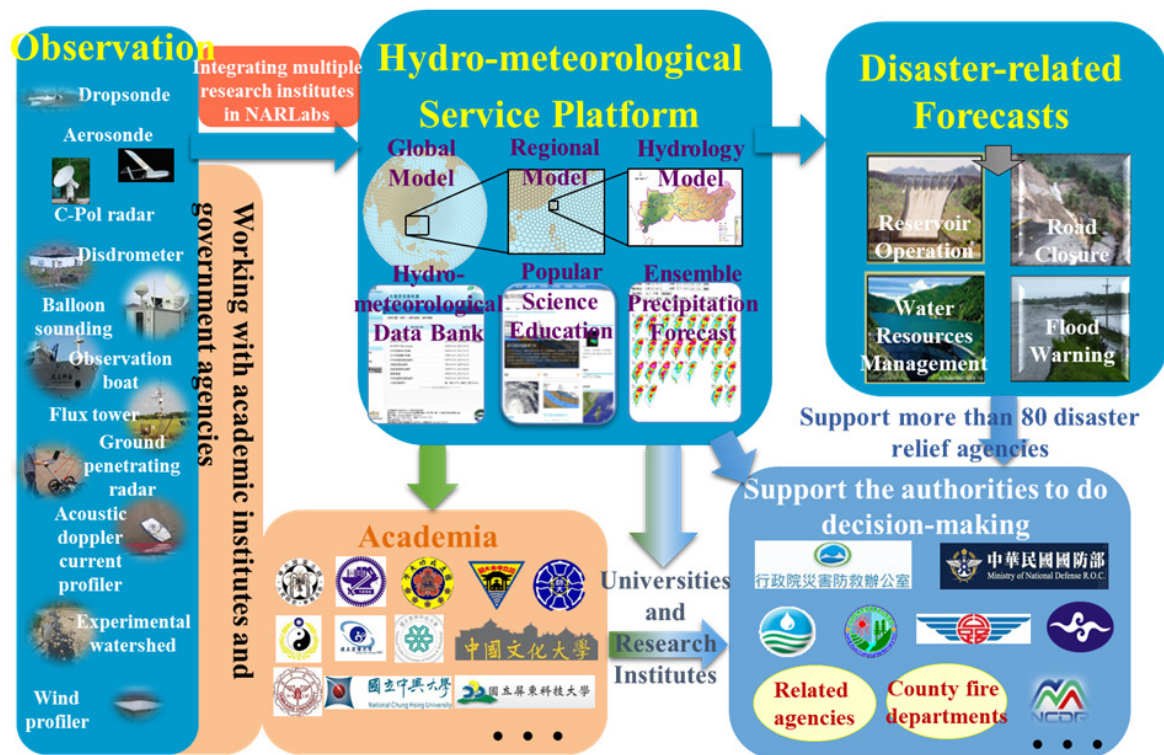 Observation
Dropsonde
Aerosonde
C-Pol radar
Disdrometer
Balloon
sounding
Observation
boat
Flux tower
Ground
penetrating
radar
Acoustic
doppler
current
profiler
Experimental
watershed
Wind
profiler
Integrating multiple
research institutes
in NARLabs
Working with academic institutes and
government agencies
Hydro-meteorological
Service Platform
Global
Model
Regional
Model
Hydrology
Model
Hydro-
meteorological
Data Bank
Popular
Science
Education
Ensemble
Precipitation
Forecast
Disaster-related
Forecasts
Reservoir
Operation
Road
Closure
Water
Resources
Management
Flood
Warning
Support more than 80 disaster
relief agencies
Academia
中國文化大學
國立中興大學
National Chung Hsing University
國立屏東科技大學
• • •
Universities
and
Research
Institutes
Support the authorities to do
decision-making
行政院災害防救辦公室
中華民國國防部
Ministry of National Defense R.O.C.
Related
agencies
County fire
departments
NCDR
• • •